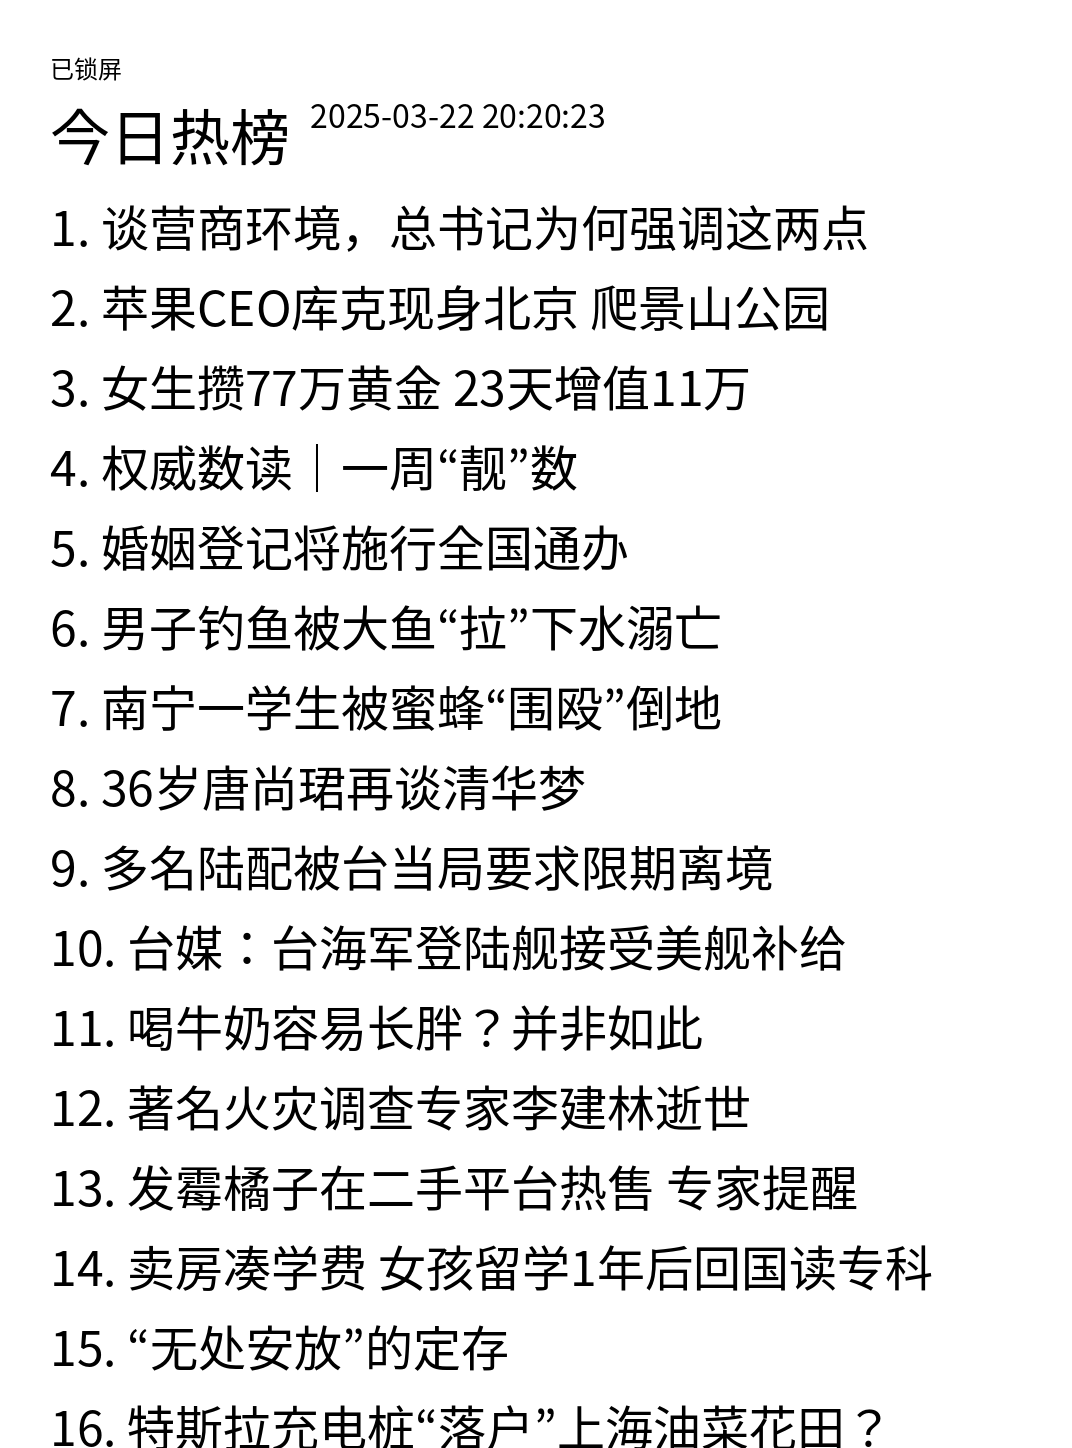 已锁屏
今日热榜 2025-03-22 20:20:23
1. 谈营商环境，总书记为何强调这两点
2. 苹果CEO库克现身北京 爬景山公园
3. 女生攒77万黄金 23天增值11万
4. 权威数读｜一周“靓”数
5. 婚姻登记将施行全国通办
6. 男子钓鱼被大鱼“拉”下水溺亡
7. 南宁一学生被蜜蜂“围殴”倒地
8. 36岁唐尚珺再谈清华梦
9. 多名陆配被台当局要求限期离境
10. 台媒：台海军登陆舰接受美舰补给
11. 喝牛奶容易长胖？并非如此
12. 著名火灾调查专家李建林逝世
13. 发霉橘子在二手平台热售 专家提醒
14. 卖房凑学费 女孩留学1年后回国读专科
15. “无处安放”的定存
16. 特斯拉充电桩“落户”上海油菜花田？